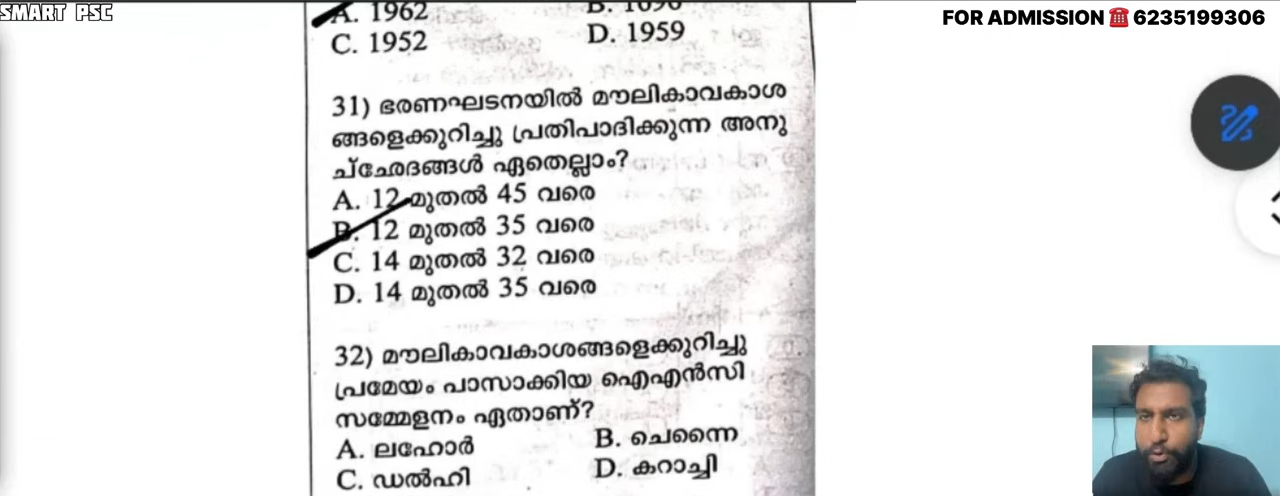 SMART PSC
FOR ADMISSION ☎ 6235199306
A. 1962
C. 1952
D. 1959
31) ഭരണഘടനയിൽ മൗലികാവകാശ
ങ്ങളെക്കുറിച്ചു പ്രതിപാദിക്കുന്ന അനു
ച്ഛേദങ്ങൾ ഏതെല്ലാം?
A. 12 മുതൽ 45 വരെ
B. 12 മുതൽ 35 വരെ
C. 14 മുതൽ 32 വരെ
D. 14 മുതൽ 35 വരെ
32) മൗലികാവകാശങ്ങളെക്കുറിച്ചു
പ്രമേയം പാസാക്കിയ ഐഎൻസി
സമ്മേളനം ഏതാണ്?
A. ലഹോർ
B. ചെന്നൈ
C. ഡൽഹി
D. കറാച്ചി